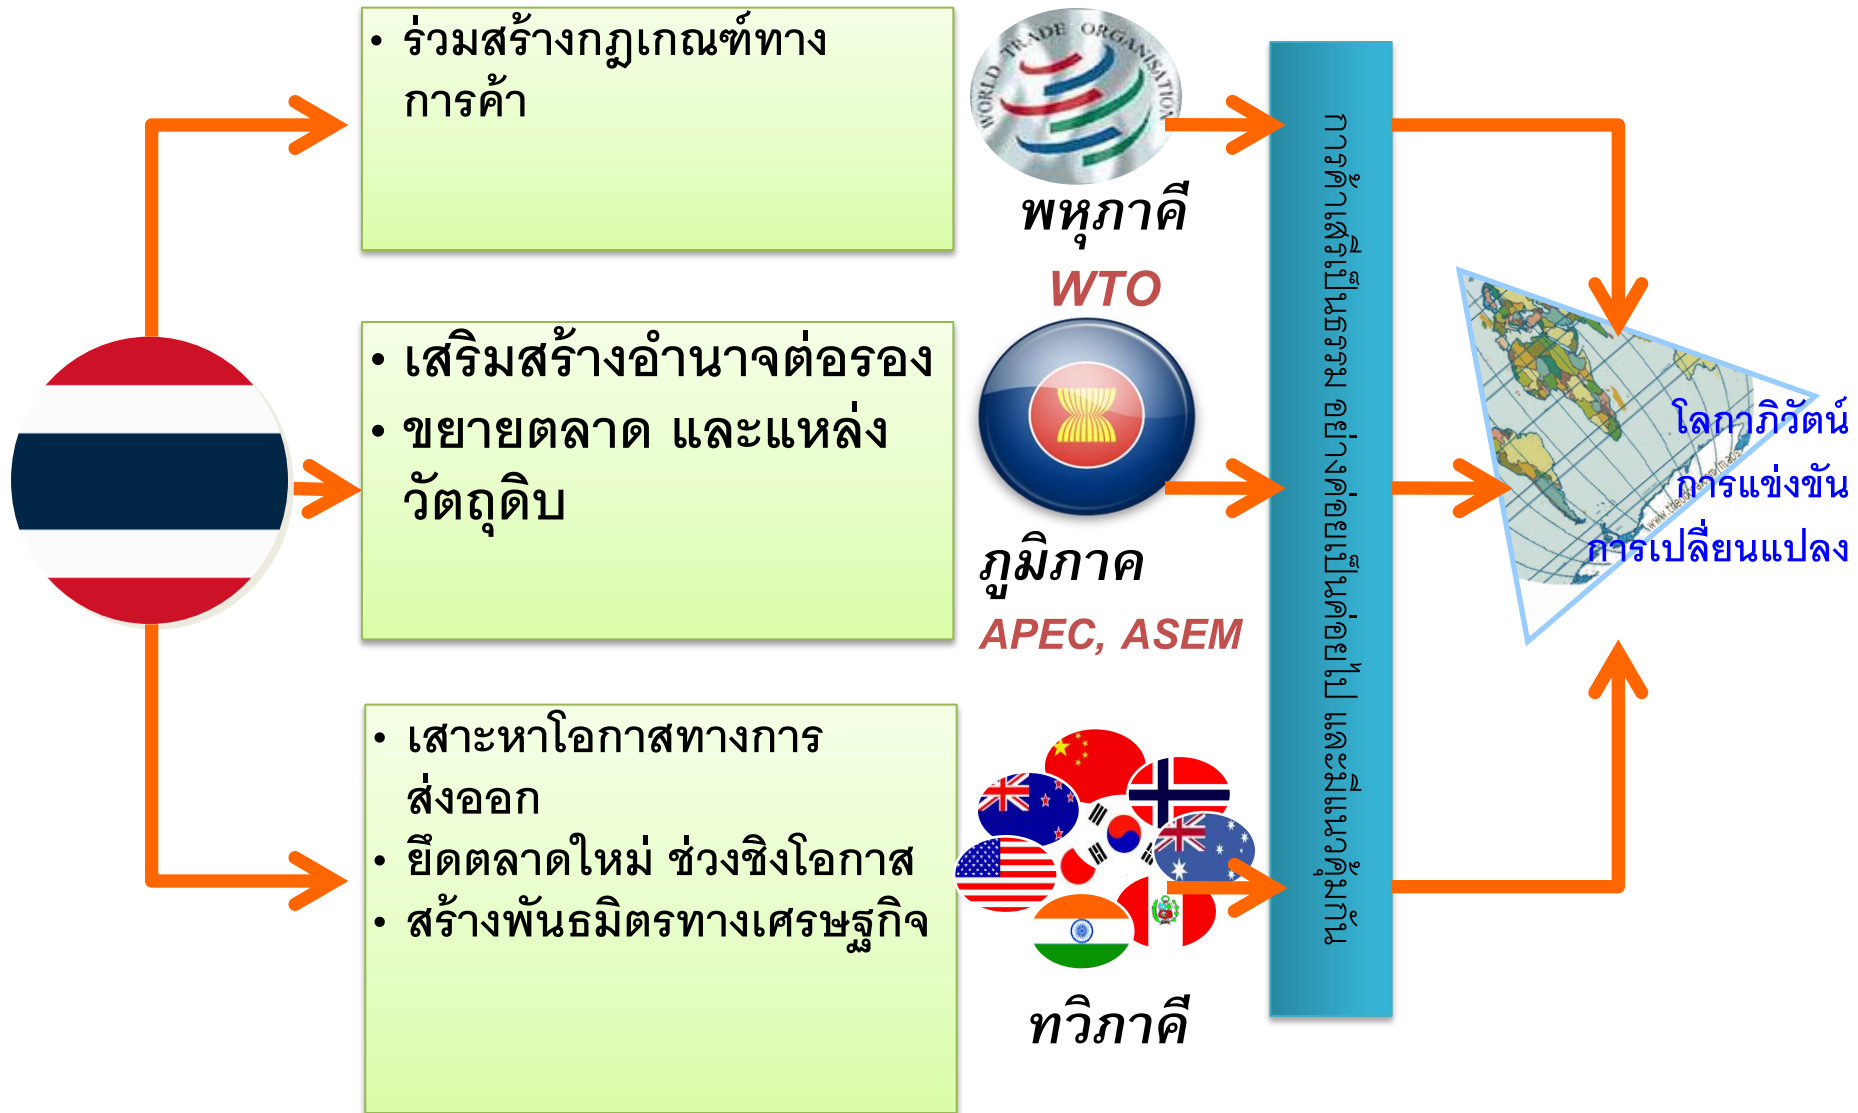 • ร่วมสร้างกฎเกณฑ์ทาง
การค้า
WORLD TRADE ORGANISATION
พหุภาคี
WTO
• เสริมสร้างอำนาจต่อรอง
• ขยายตลาด และแหล่ง
วัตถุดิบ
ภูมิภาค
APEC, ASEM
• เสาะหาโอกาสทางการ
ส่งออก
• ยึดตลาดใหม่ ช่วงชิงโอกาส
• สร้างพันธมิตรทางเศรษฐกิจ
ทวิภาคี
การค้าเสรีเป็นธรรม อย่างค่อยเป็นค่อยไป และมีแนวคุ้มกัน
โลกาภิวัตน์
การแข่งขัน
การเปลี่ยนแปลง